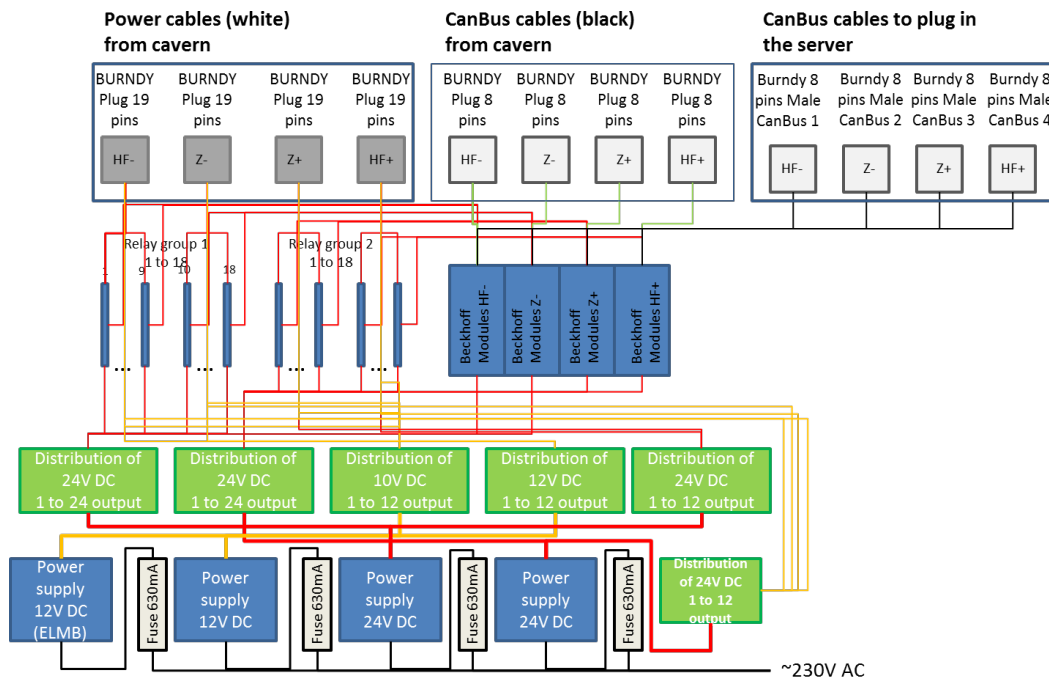 Power cables (white)
from cavern
CanBus cables (black)
from cavern
CanBus cables to plug in
the server
BURNDY
Plug 19
pins
BURNDY
Plug 19
pins
BURNDY
Plug 19
pins
BURNDY
Plug 19
pins
BURNDY
Plug 8
pins
BURNDY
Plug 8
pins
BURNDY
Plug 8
pins
BURNDY
Plug 8
pins
Burndy 8
pins Male
CanBus 1
Burndy 8
pins Male
CanBus 2
Burndy 8
pins Male
CanBus 3
Burndy 8
pins Male
CanBus 4
HF-
Z-
Z+
HF+
HF-
Z-
Z+
HF+
HF-
Z-
Z+
HF+
Relay group 1
1 to 18
Relay group 2
1 to 18
1
9
10
18
...
...
...
...
Beckhoff
Modules HF-
Beckhoff
Modules Z-
Beckhoff
Modules Z+
Beckhoff
Modules HF+
Distribution of
24V DC
1 to 24 output
Distribution of
24V DC
1 to 24 output
Distribution of
10V DC
1 to 12 output
Distribution of
12V DC
1 to 12 output
Distribution of
24V DC
1 to 12 output
Power
supply
12V DC
(ELMB)
Fuse 630mA
Power
supply
12V DC
Fuse 630mA
Power
supply
24V DC
Fuse 630mA
Power
supply
24V DC
Fuse 630mA
Distribution
of 24V DC
1 to 12
output
~230V AC